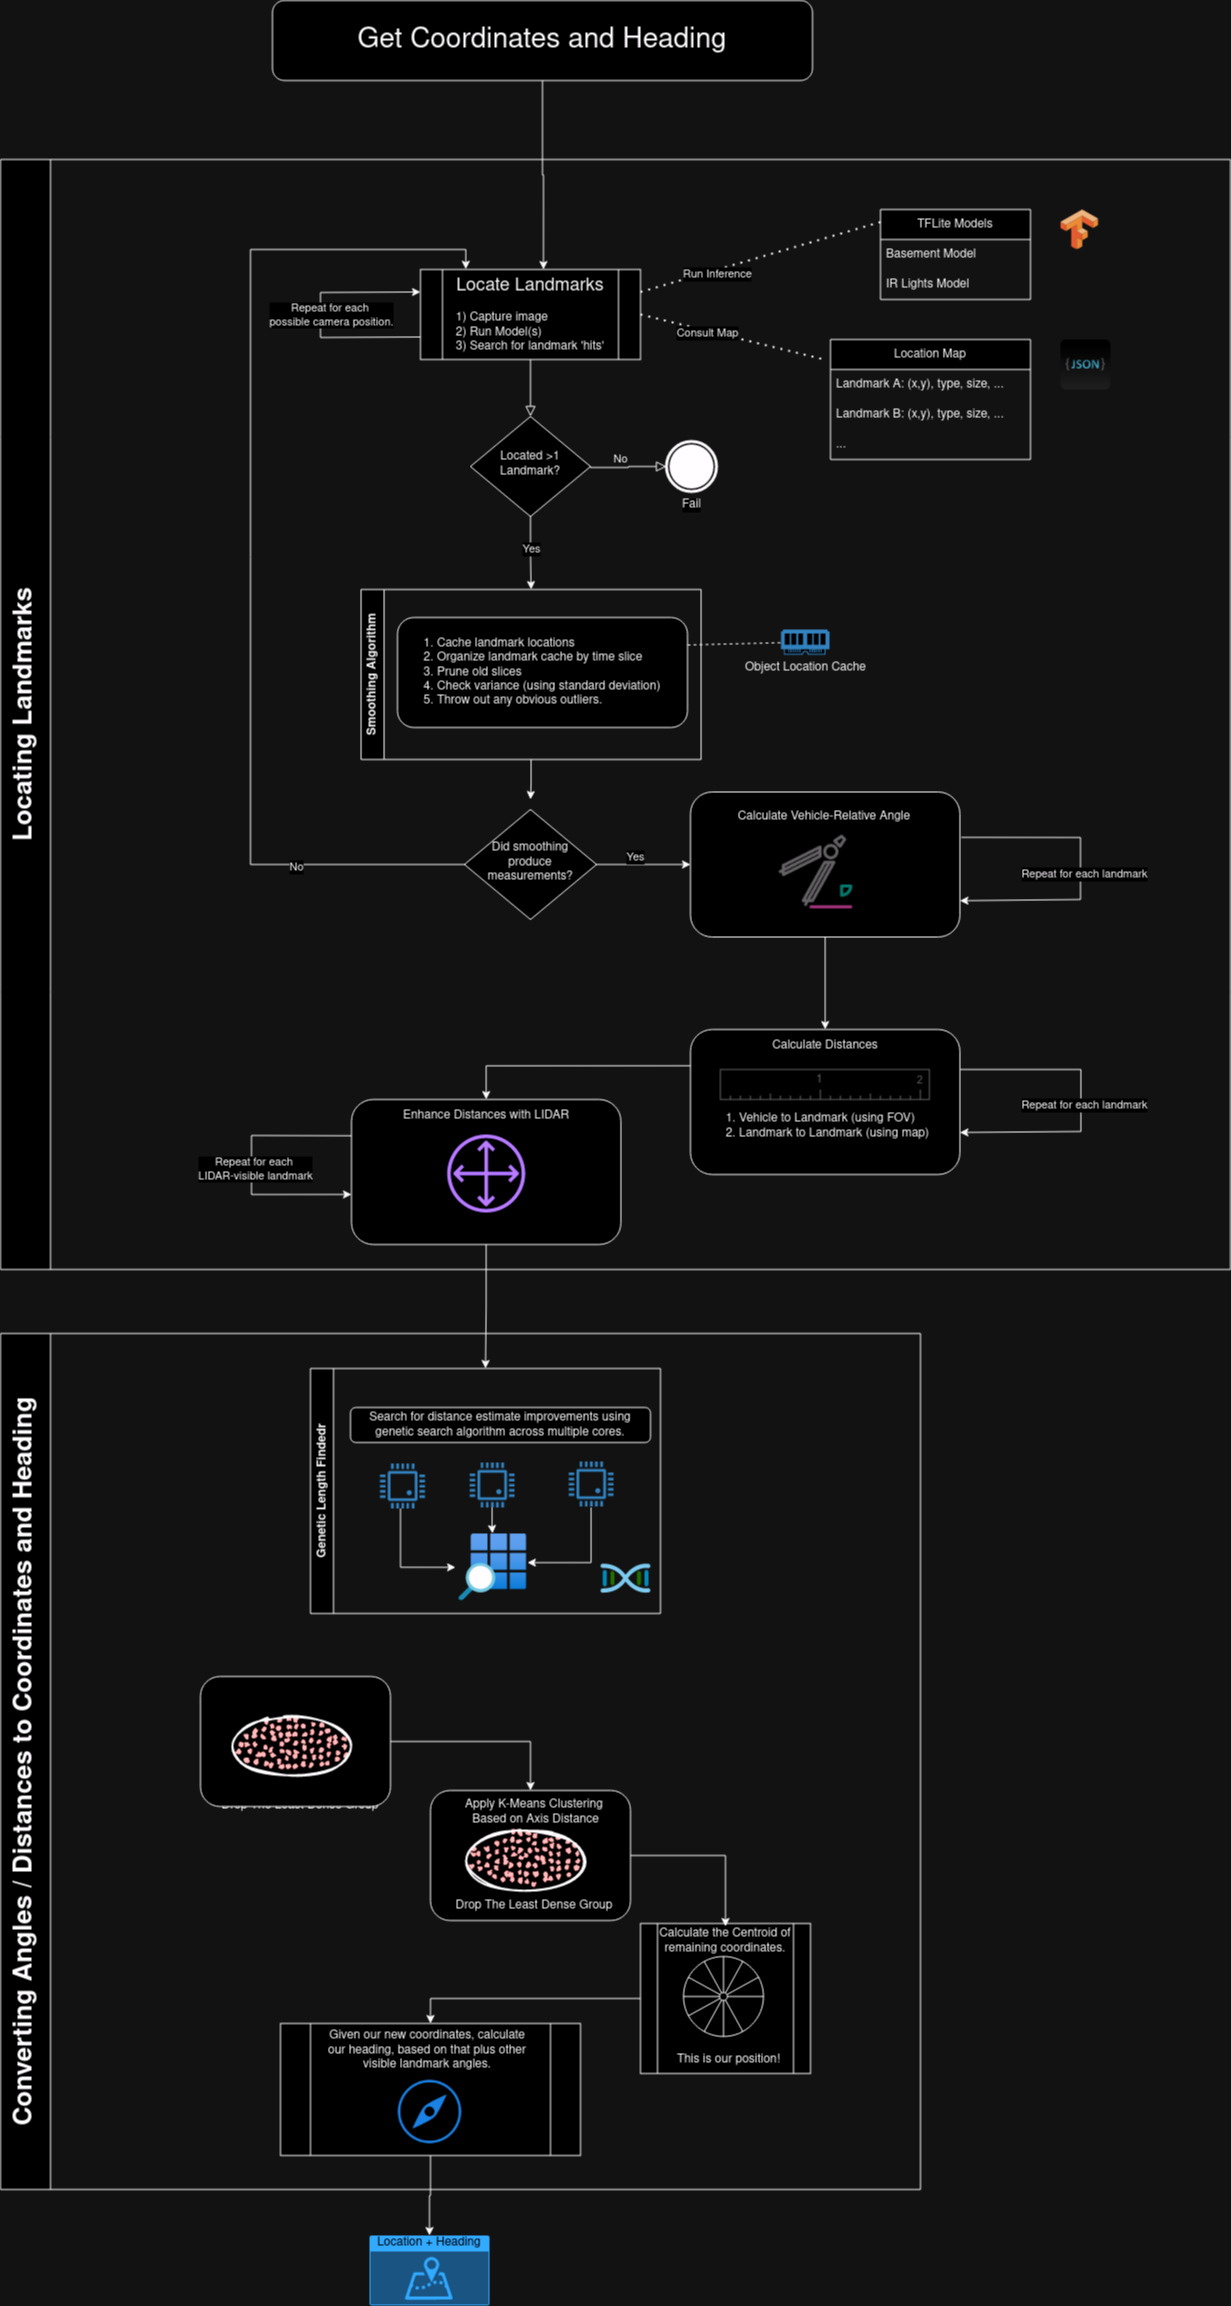 Get Coordinates and Heading
Locating Landmarks
TFLite Models
Basement Model
IR Lights Model
Run Inference
Locate Landmarks
1) Capture image
2) Run Model(s)
3) Search for landmark 'hits'
Repeat for each
possible camera position.
Consult Map
Location Map
Landmark A: (x,y), type, size, ...
Landmark B: (x,y), type, size, ...
...
{JSON}
Located >1
Landmark?
No
Fail
Yes
Smoothing Algorithm
1. Cache landmark locations
2. Organize landmark cache by time slice
3. Prune old slices
4. Check variance (using standard deviation)
5. Throw out any obvious outliers.
Object Location Cache
Did smoothing
produce
measurements?
No
Yes
Calculate Vehicle-Relative Angle
Repeat for each landmark
Calculate Distances
1
2
1. Vehicle to Landmark (using FOV)
2. Landmark to Landmark (using map)
Repeat for each landmark
Enhance Distances with LIDAR
Repeat for each
LIDAR-visible landmark
Converting Angles / Distances to Coordinates and Heading
Genetic Length Findedr
Search for distance estimate improvements using
genetic search algorithm across multiple cores.
Drop The Least Dense Group
Apply K-Means Clustering
Based on Axis Distance
Drop The Least Dense Group
Calculate the Centroid of
remaining coordinates.
This is our position!
Given our new coordinates, calculate
our heading, based on that plus other
visible landmark angles.
Location + Heading